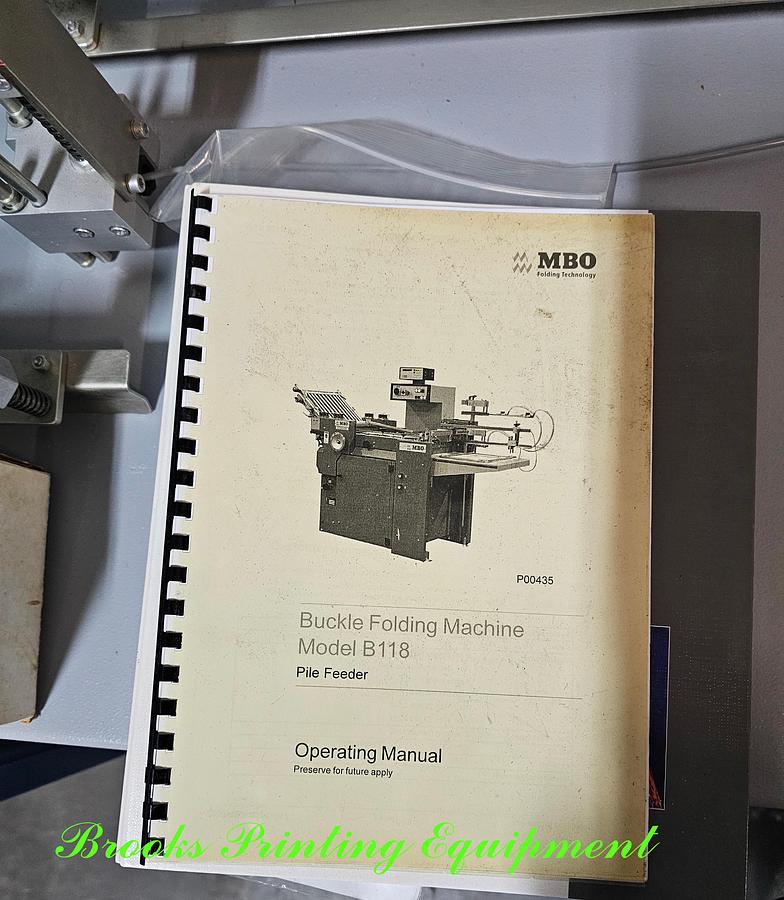 MBO
Folding Technology
MBO
MBO
P00435
Buckle Folding Machine
Model B118
Pile Feeder
Operating Manual
Preserve for future apply
Brooks Printing Equipment